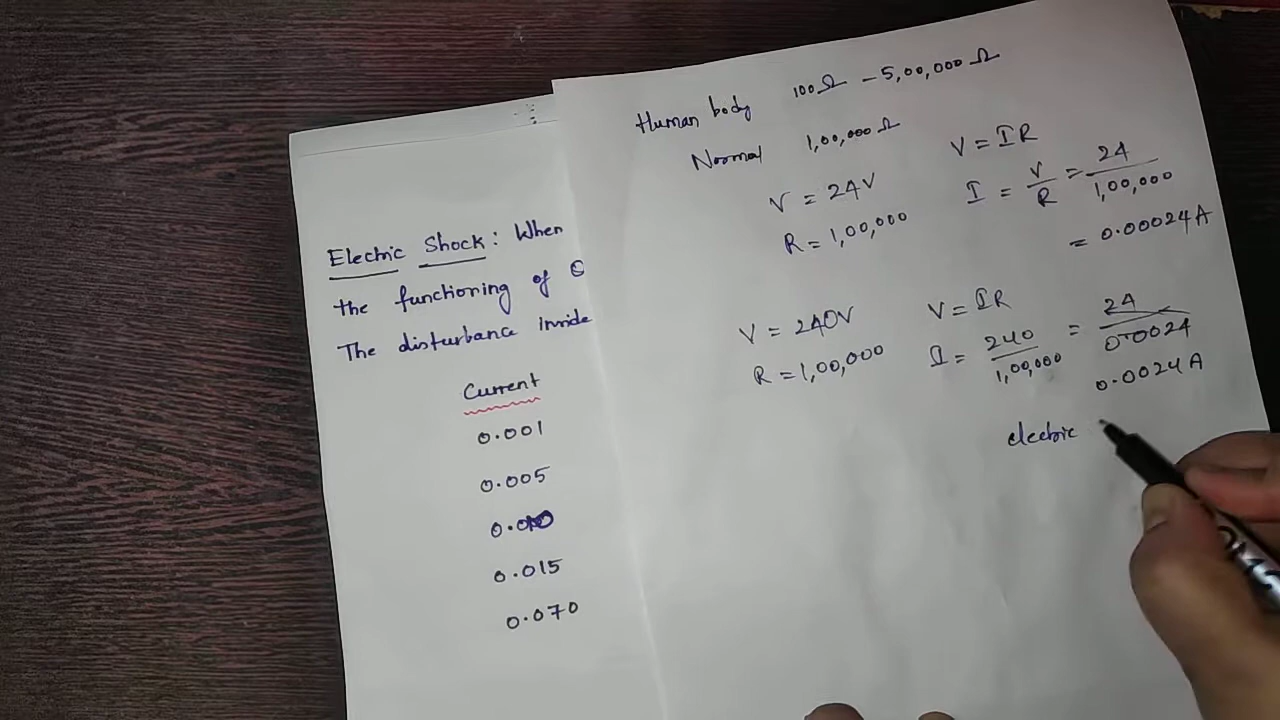 Human body 100Ω - 5,00,000 Ω
Normal 1,00,000 Ω
V = 24V
R = 1,00,000
V = IR
I = V/R = 24/1,00,000
= 0.00024A
V = 240V
R = 1,00,000
V = IR
I = 240/1,00,000 = 24/0.0024
0.0024A
electric
Electric Shock: When
the functioning of
The disturbance inside
Current
0.001
0.005
0.015
0.070